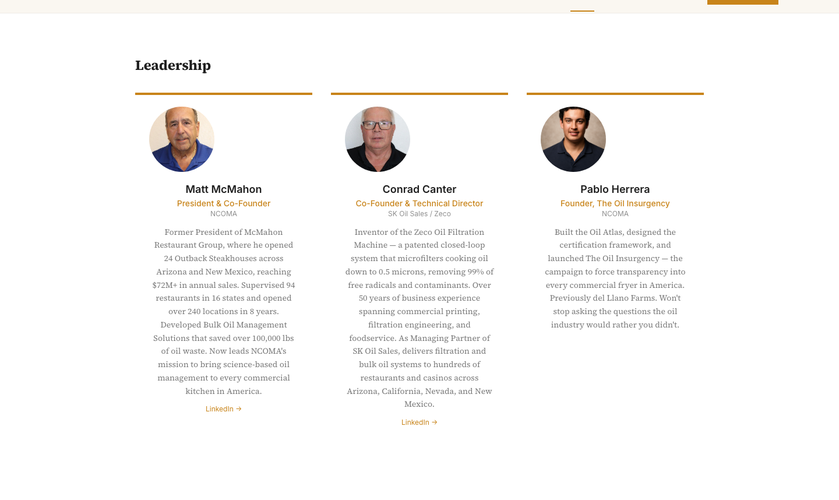 Leadership
Matt McMahon
President & Co-Founder
NCOMA
Former President of McMahon
Restaurant Group, where he opened
24 Outback Steakhouses across
Arizona and New Mexico, reaching
$72M+ in annual sales. Supervised 94
restaurants in 16 states and opened
over 240 locations in 8 years.
Developed Bulk Oil Management
Solutions that saved over 100,000 lbs
of oil waste. Now leads NCOMA's
mission to bring science-based oil
management to every commercial
kitchen in America.
LinkedIn →
Conrad Canter
Co-Founder & Technical Director
SK Oil Sales / Zeco
Inventor of the Zeco Oil Filtration
Machine — a patented closed-loop
system that microfilters cooking oil
down to 0.5 microns, removing 99% of
free radicals and contaminants. Over
50 years of business experience
spanning commercial printing,
filtration engineering, and
foodservice. As Managing Partner of
SK Oil Sales, delivers filtration and
bulk oil systems to hundreds of
restaurants and casinos across
Arizona, California, Nevada, and New
Mexico.
LinkedIn →
Pablo Herrera
Founder, The Oil Insurgency
NCOMA
Built the Oil Atlas, designed the
certification framework, and
launched The Oil Insurgency — the
campaign to force transparency into
every commercial fryer in America.
Previously del Llano Farms. Won't
stop asking the questions the oil
industry would rather you didn't.